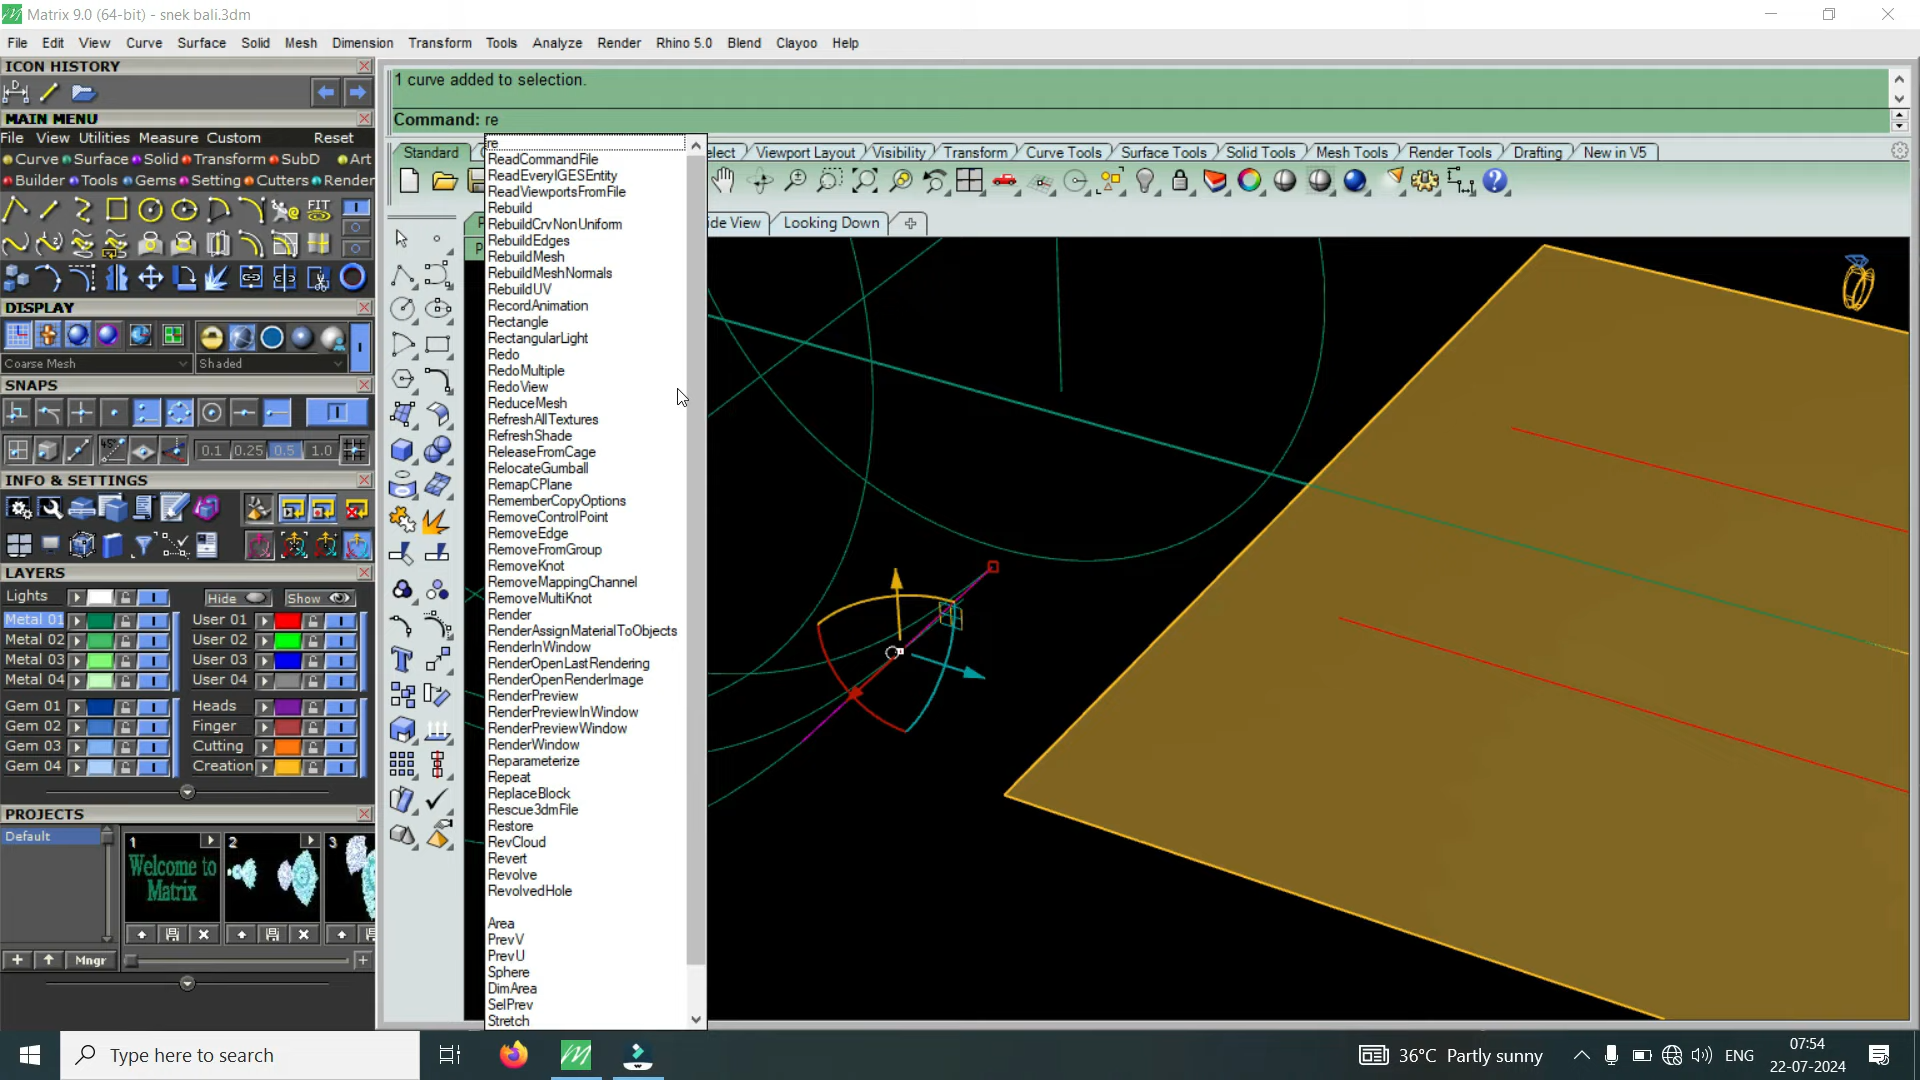 Matrix 9.0 (64-bit) - snek bali.3dm
File Edit View Curve Surface Solid Mesh Dimension Transform Tools Analyze Render Rhino 5.0 Blend Clayoo Help
ICON HISTORY
1 curve added to selection.
Command: re
MAIN MENU
File View Utilities Measure Custom Reset
Curve Surface Solid Transform SubD Art
Builder Tools Gems Setting Cutters Render
FIT
Standard
elect Viewport Layout Visibility Transform Curve Tools Surface Tools Solid Tools Mesh Tools Render Tools Drafting New in V5
ide View Looking Down
re
ReadCommandFile
ReadEveryIGESEntity
ReadViewportsFromFile
Rebuild
RebuildCrvNonUniform
RebuildEdges
RebuildMesh
RebuildMeshNormals
RebuildUV
RecordAnimation
Rectangle
RectangularLight
Redo
RedoMultiple
RedoView
ReduceMesh
RefreshAllTextures
RefreshShade
ReleaseFromCage
RelocateGumball
RemapCPlane
RememberCopyOptions
RemoveControlPoint
RemoveEdge
RemoveFromGroup
RemoveKnot
RemoveMappingChannel
RemoveMultiKnot
Render
RenderAssignMaterialToObjects
RenderInWindow
RenderOpenLastRendering
RenderOpenRenderImage
RenderPreview
RenderPreviewInWindow
RenderPreviewWindow
RenderWindow
Reparameterize
Repeat
ReplaceBlock
Rescue3dmFile
Restore
RevCloud
Revert
Revolve
RevolvedHole
Area
PrevV
PrevU
Sphere
DimArea
SelPrev
Stretch
DISPLAY
Coarse Mesh Shaded
SNAPS
0.1 0.25 0.5 1.0
INFO & SETTINGS
LAYERS
Lights Hide Show
Metal 01 User 01
Metal 02 User 02
Metal 03 User 03
Metal 04 User 04
Gem 01 Heads
Gem 02 Finger
Gem 03 Cutting
Gem 04 Creation
PROJECTS
Default
1 2 3
Welcome to
Matrix
Mngr
Type here to search
36°C Partly sunny
ENG
07:54
22-07-2024